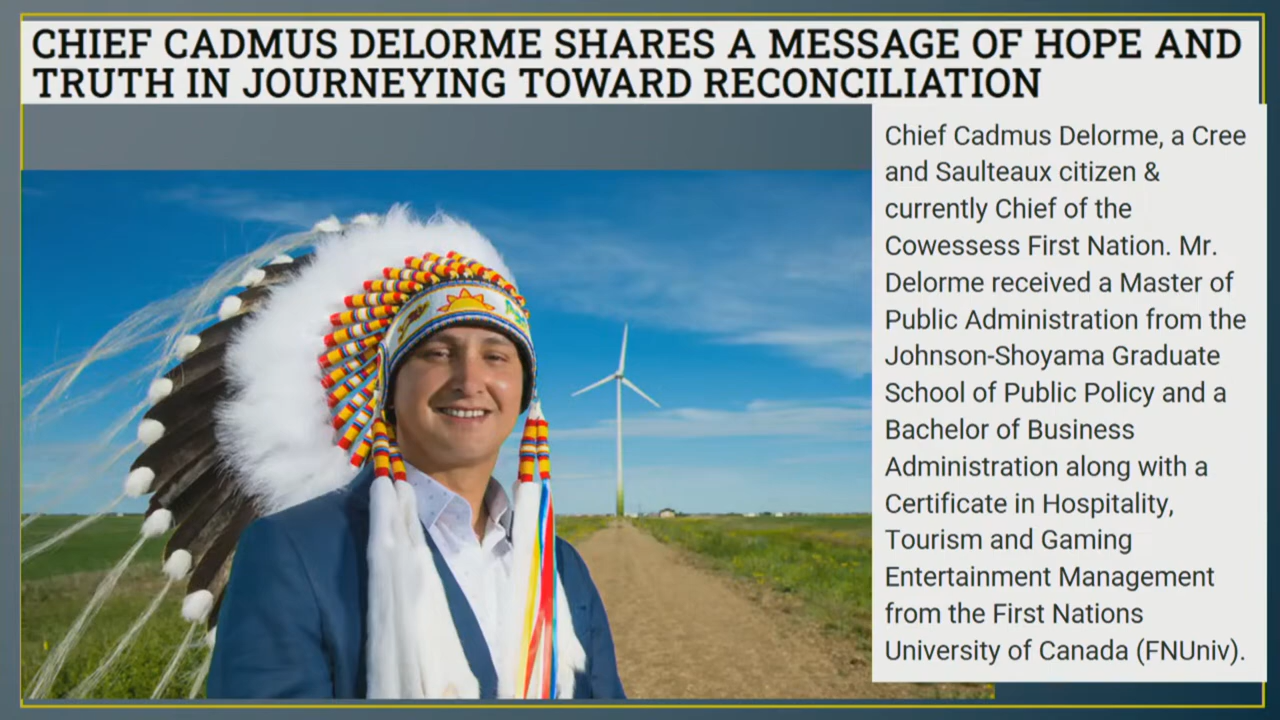 CHIEF CADMUS DELORME SHARES A MESSAGE OF HOPE AND
TRUTH IN JOURNEYING TOWARD RECONCILIATION
Chief Cadmus Delorme, a Cree
and Saulteaux citizen &
currently Chief of the
Cowessess First Nation. Mr.
Delorme received a Master of
Public Administration from the
Johnson-Shoyama Graduate
School of Public Policy and a
Bachelor of Business
Administration along with a
Certificate in Hospitality,
Tourism and Gaming
Entertainment Management
from the First Nations
University of Canada (FNUniv).